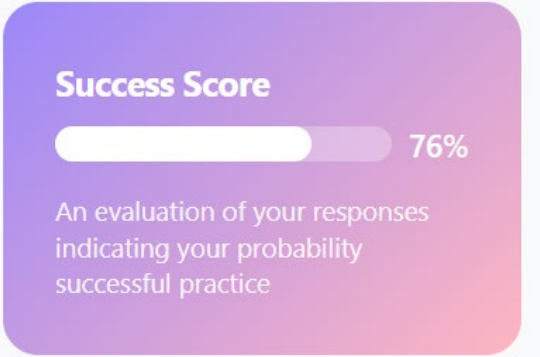 Success Score
76%
An evaluation of your responses
indicating your probability
successful practice